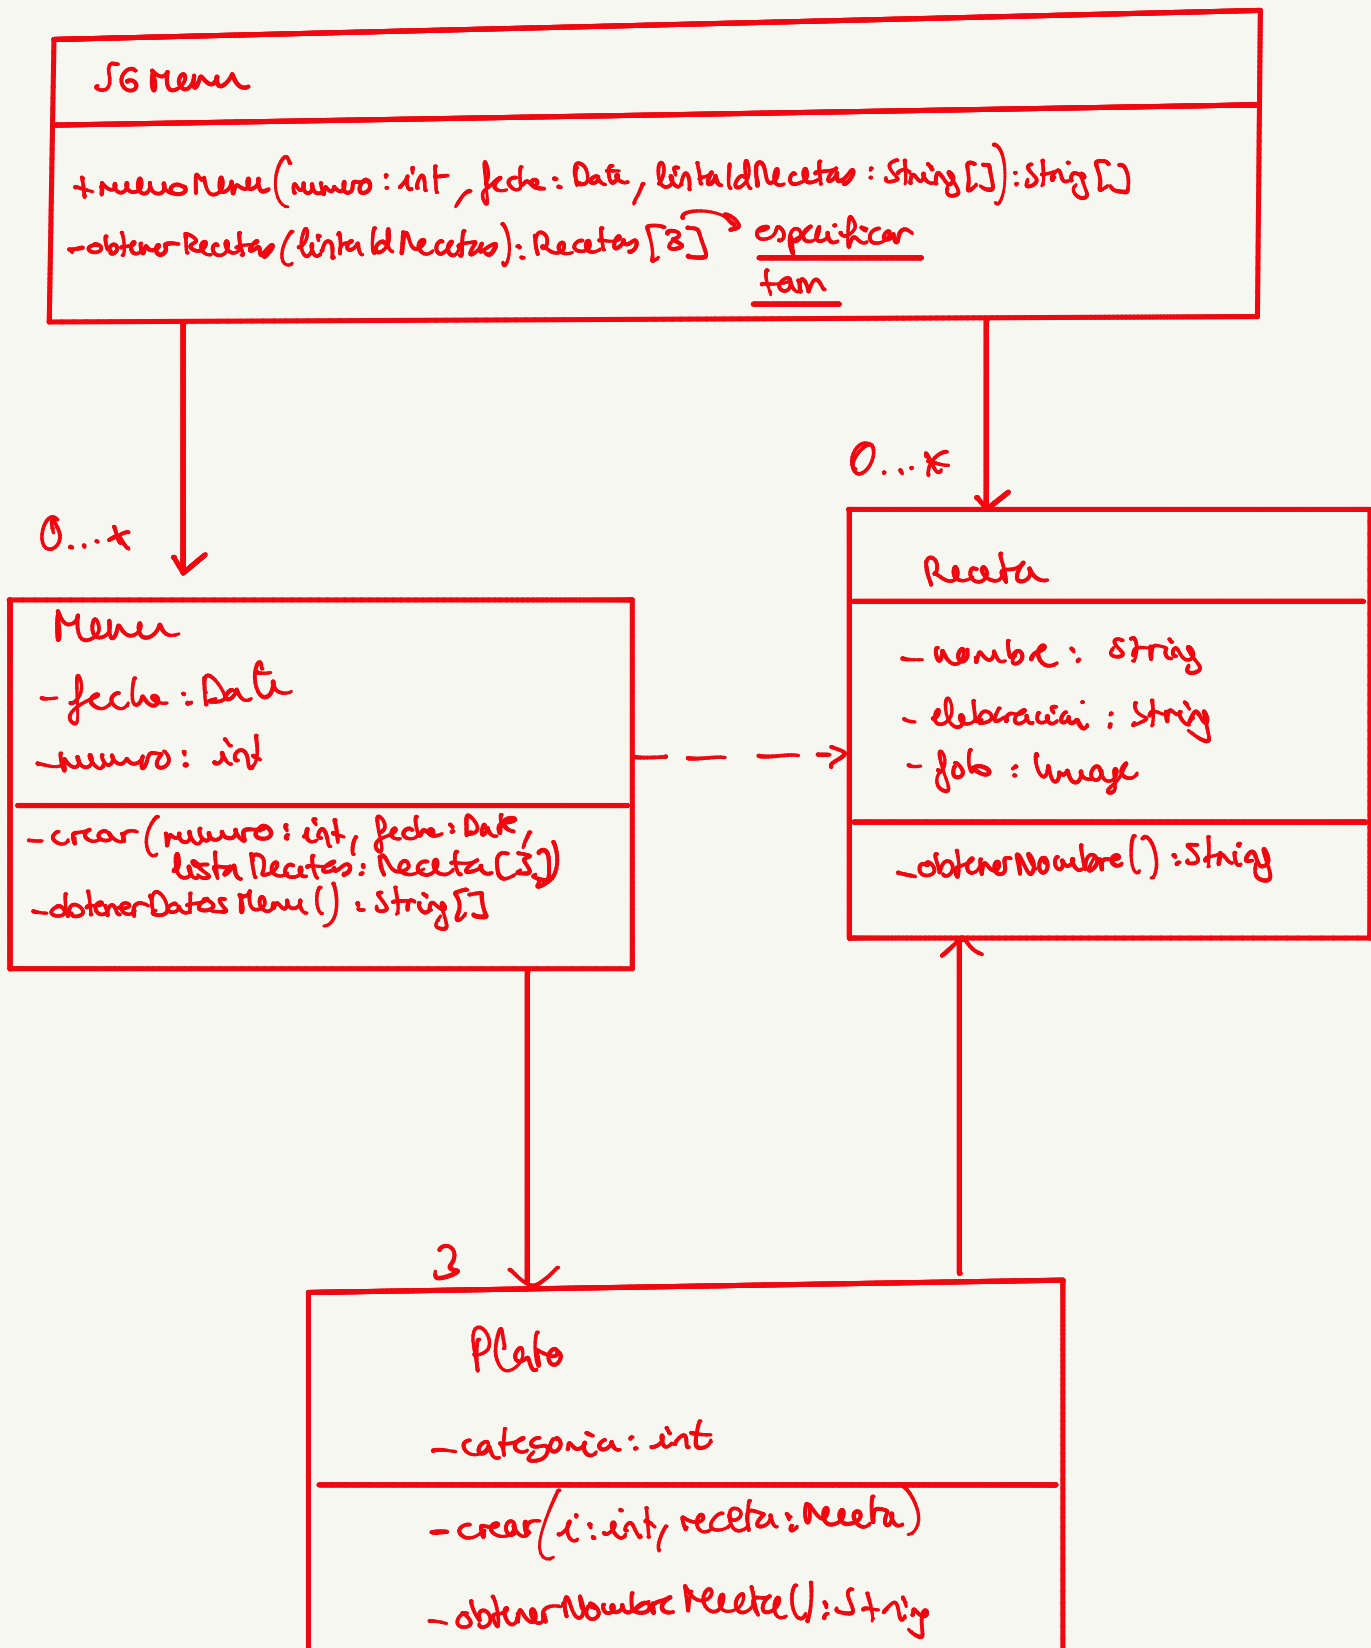 SGMenu
+nuevoMenu(numero: int, fecha: Date, listaIdRecetas: String[]): String[]
-obtenerRecetas(listaIdRecetas): Recetas[3] especificar
tam
0...*
0...*
Receta
-nombre: String
-elaboracion: String
-foto: Image
-obtenerNombre(): String
Menu
-fecha: Date
-numero: int
-crear(numero: int, fecha: Date,
listaRecetas: Receta[3])
-obtenerDatosMenu(): String[]
3
Plato
-categoria: int
-crear(i: int, receta: Receta)
-obtenerNombreReceta(): String